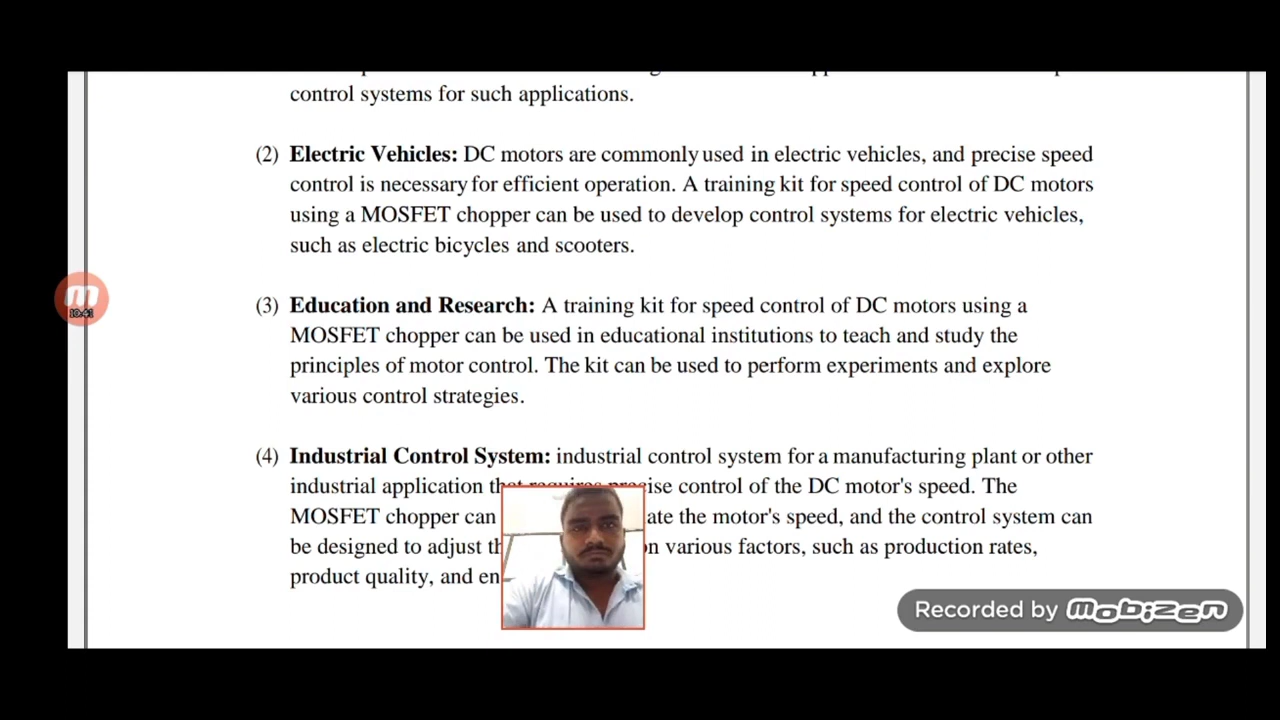 control systems for such applications.
(2) Electric Vehicles: DC motors are commonly used in electric vehicles, and precise speed
control is necessary for efficient operation. A training kit for speed control of DC motors
using a MOSFET chopper can be used to develop control systems for electric vehicles,
such as electric bicycles and scooters.
(3) Education and Research: A training kit for speed control of DC motors using a
MOSFET chopper can be used in educational institutions to teach and study the
principles of motor control. The kit can be used to perform experiments and explore
various control strategies.
(4) Industrial Control System: industrial control system for a manufacturing plant or other
industrial application that requires precise control of the DC motor's speed. The
MOSFET chopper can the motor's speed, and the control system can
be designed to adjust various factors, such as production rates,
product quality, and
10:41
Recorded by mobizen